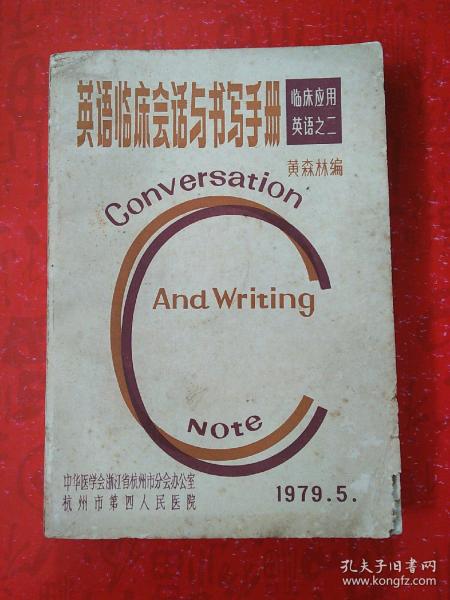 英语临床会话与书写手册
临床应用
英语之二
黄森林编
Conversation
And Writing
Note
中华医学会浙江省杭州市分会办公室
杭州市第四人民医院
1979.5.
孔夫子旧书网
www.kongfz.com